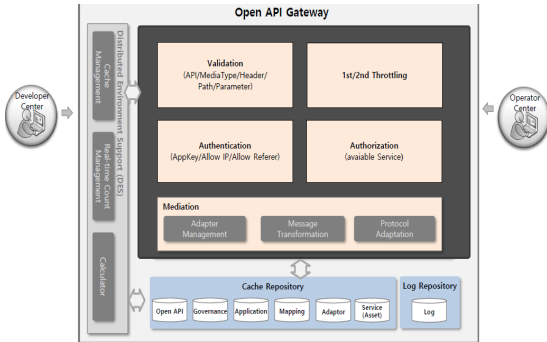 Open API Gateway
Developer
Center
Operator
Center
Distributed Environment Support (DES)
Cache
Management
Real-time Count
Management
Calculator
Validation
(API/MediaType/Header/
Path/Parameter)
1st/2nd Throttling
Authentication
(AppKey/Allow IP/Allow Referer)
Authorization
(avaiable Service)
Mediation
Adapter
Management
Message
Transformation
Protocol
Adaptation
Cache Repository
Open API
Governance
Application
Mapping
Adaptor
Service
(Asset)
Log Repository
Log